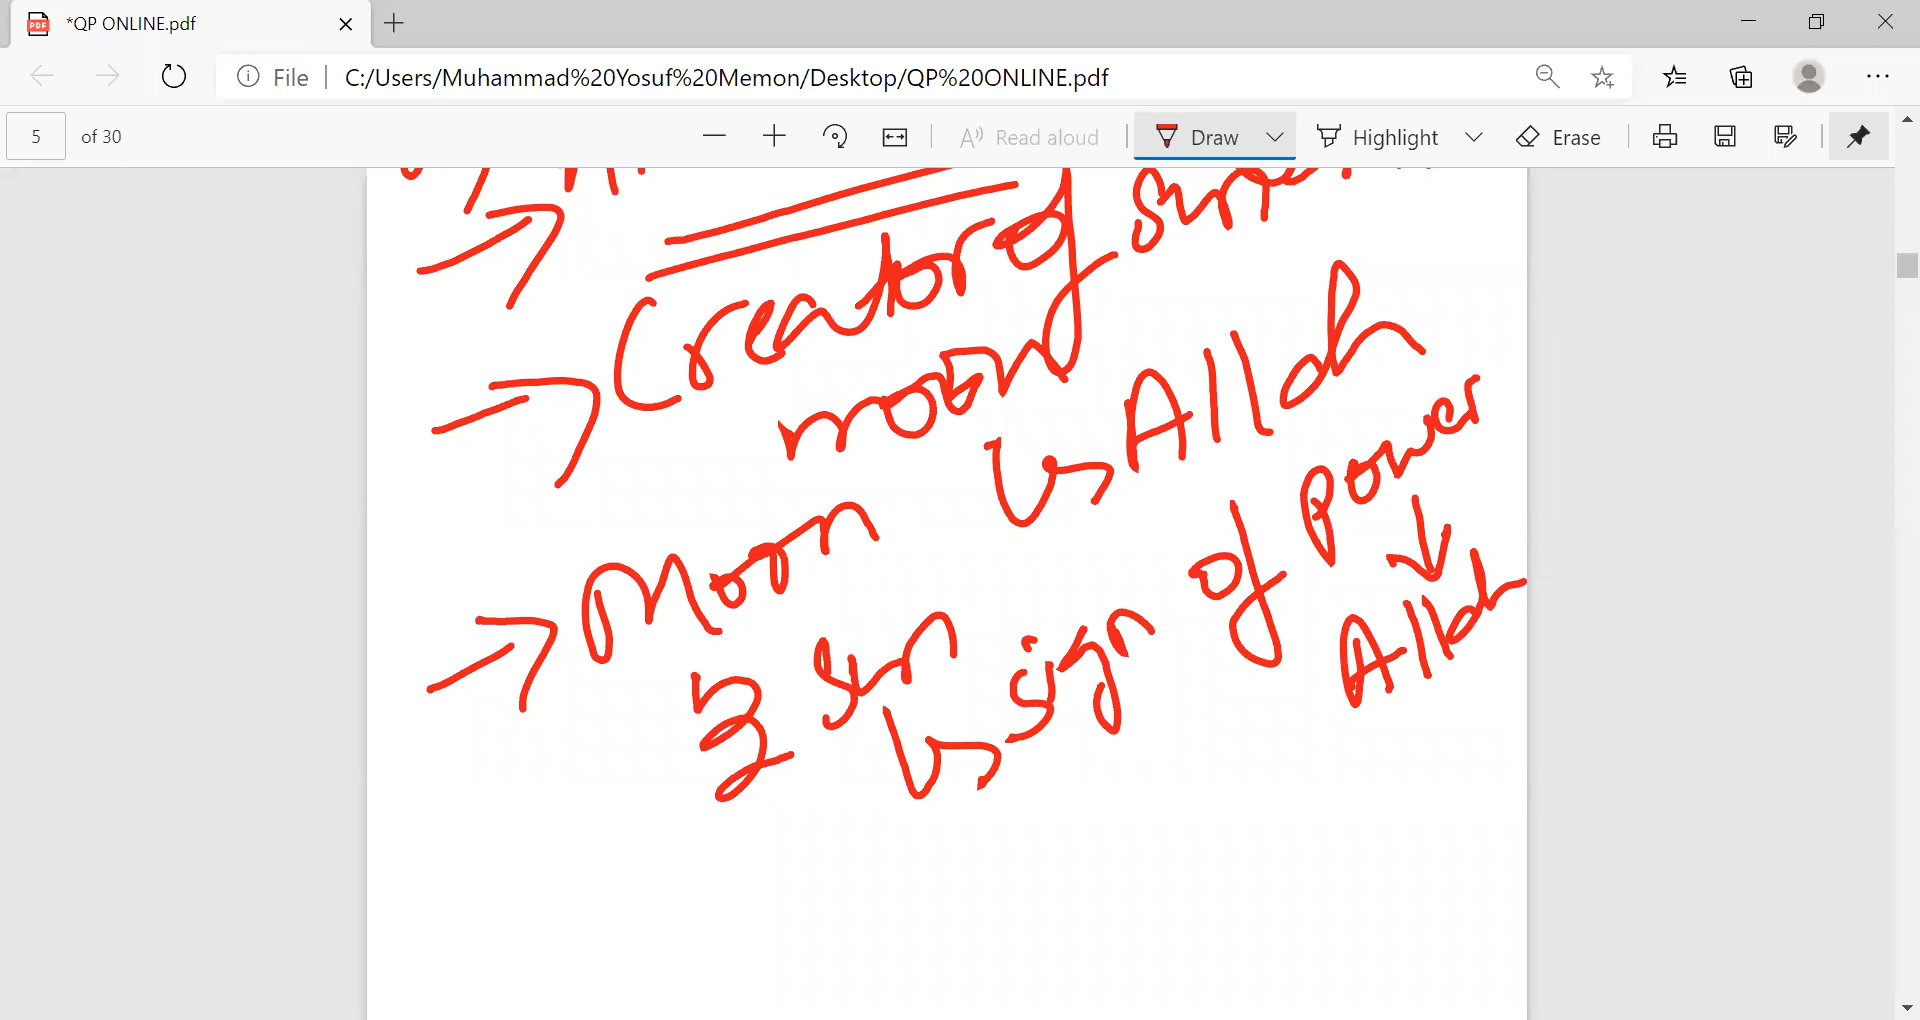 *QP ONLINE.pdf
File | C:/Users/Muhammad%20Yosuf%20Memon/Desktop/QP%20ONLINE.pdf
5 of 30
Read aloud
Draw
Highlight
Erase
Creator of sun
moon
is Allah
Moon
& sun is sign of power
Allah